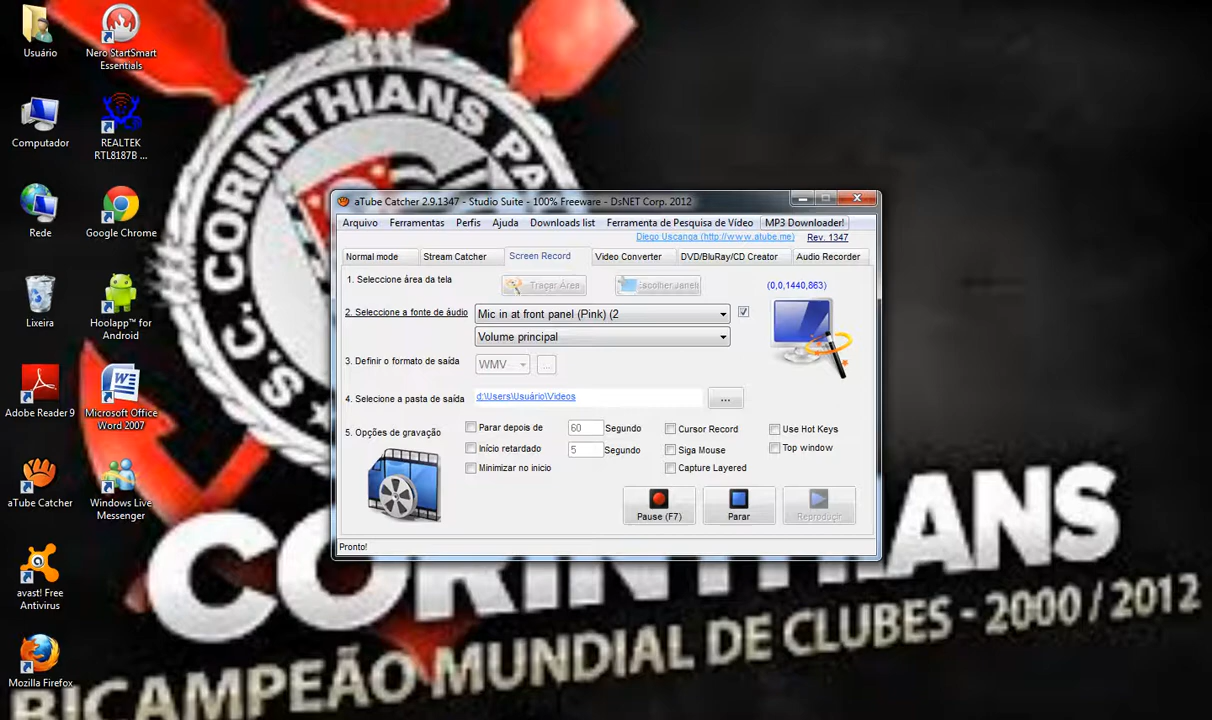 Usuário
Nero StartSmart
Essentials
Computador
REALTEK
RTL8187B ...
Rede
Google Chrome
Lixeira
Hoolapp™ for
Android
Adobe Reader 9
Microsoft Office
Word 2007
aTube Catcher
Windows Live
Messenger
avast! Free
Antivirus
Mozilla Firefox
CORINTHIANS PA
S.C.
aTube Catcher 2.9.1347 - Studio Suite - 100% Freeware - DsNET Corp. 2012
Arquivo Ferramentas Perfis Ajuda Downloads list Ferramenta de Pesquisa de Vídeo MP3 Downloader!
Diego Uscanga (http://www.atube.me) Rev. 1347
Normal mode Stream Catcher Screen Record Video Converter DVD/BluRay/CD Creator Audio Recorder
1. Seleccione área da tela Traçar Área Escolher Janela (0,0,1440,863)
2. Seleccione a fonte de áudio Mic in at front panel (Pink) (2
Volume principal
3. Definir o formato de saída WMV ...
4. Selecione a pasta de saída d:\Users\Usuário\Videos ...
5. Opções de gravação Parar depois de 60 Segundo Cursor Record Use Hot Keys
Início retardado 5 Segundo Siga Mouse Top window
Minimizar no inicio Capture Layered
Pause (F7) Parar Reproduzir
Pronto!
CORINTHIANS
BICAMPEÃO MUNDIAL DE CLUBES - 2000 / 2012